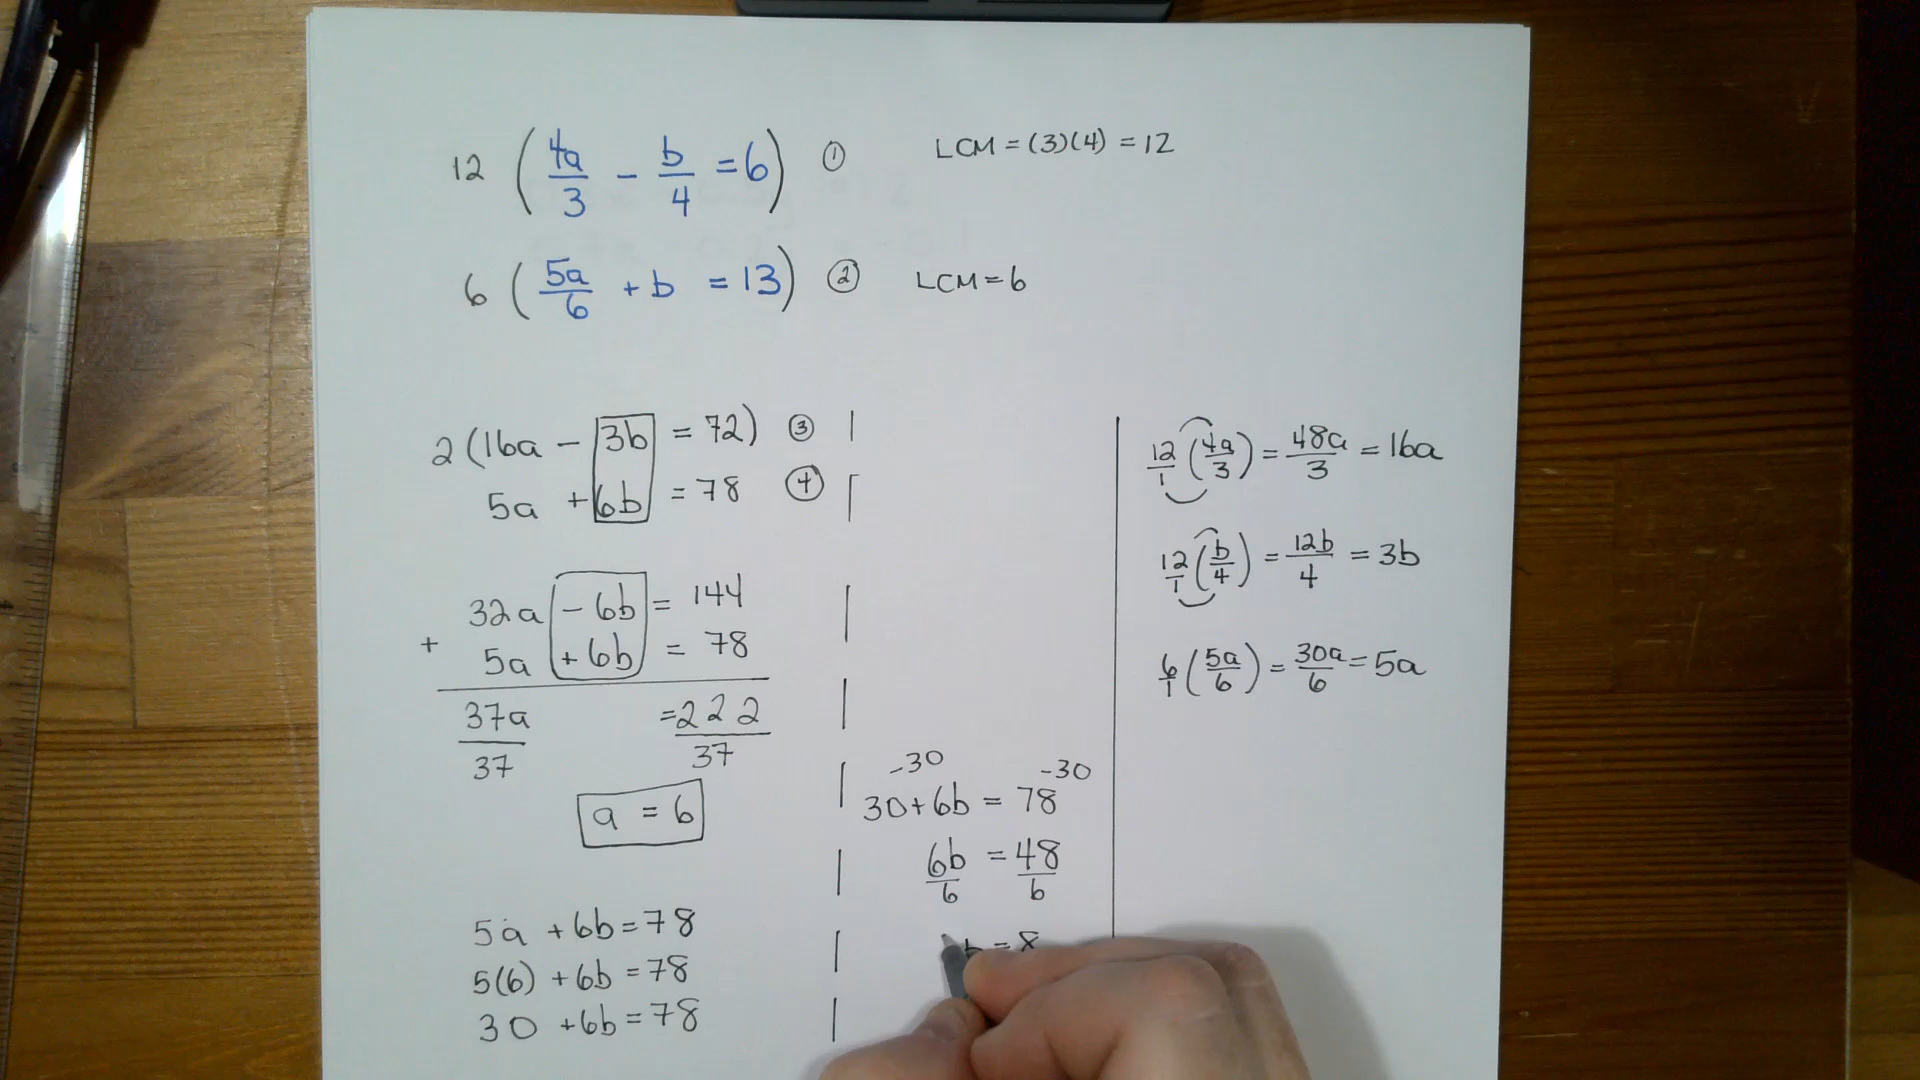 12 ( 4a/3 - b/4 = 6 ) ① LCM = (3)(4) = 12
6 ( 5a/6 + b = 13 ) ② LCM = 6
2 ( 16a - 3b = 72 ) ③
5a + 6b = 78 ④
32a - 6b = 144
+ 5a + 6b = 78
37a/37 = 222/37
a = 6
5a + 6b = 78
5(6) + 6b = 78
30 + 6b = 78
-30 -30
30 + 6b = 78
6b/6 = 48/6
b = 8
12/1 ( 4a/3 ) = 48a/3 = 16a
12/1 ( b/4 ) = 12b/4 = 3b
6/1 ( 5a/6 ) = 30a/6 = 5a